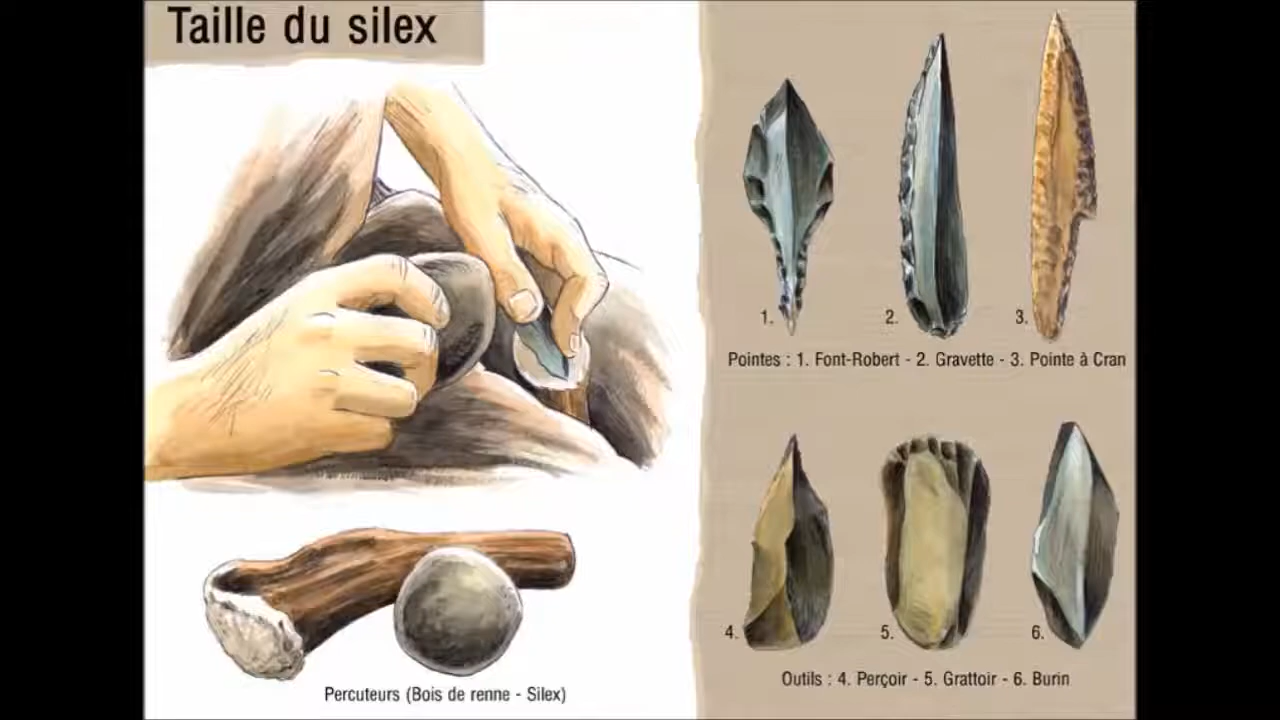 Taille du silex
1.
2.
3.
Pointes : 1. Font-Robert - 2. Gravette - 3. Pointe à Cran
4.
5.
6.
Outils : 4. Perçoir - 5. Grattoir - 6. Burin
Percuteurs (Bois de renne - Silex)